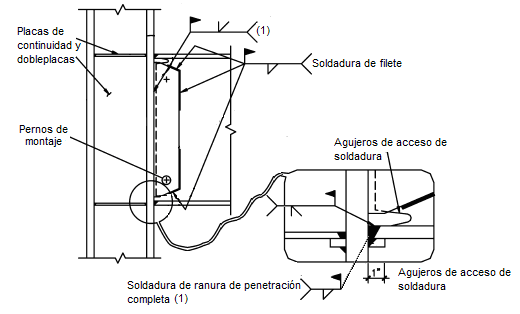 Placas de
continuidad y
dobleplacas
(1)
Soldadura de filete
Pernos de
montaje
Agujeros de acceso de
soldadura
1"
Agujeros de acceso de
soldadura
Soldadura de ranura de penetración
completa (1)